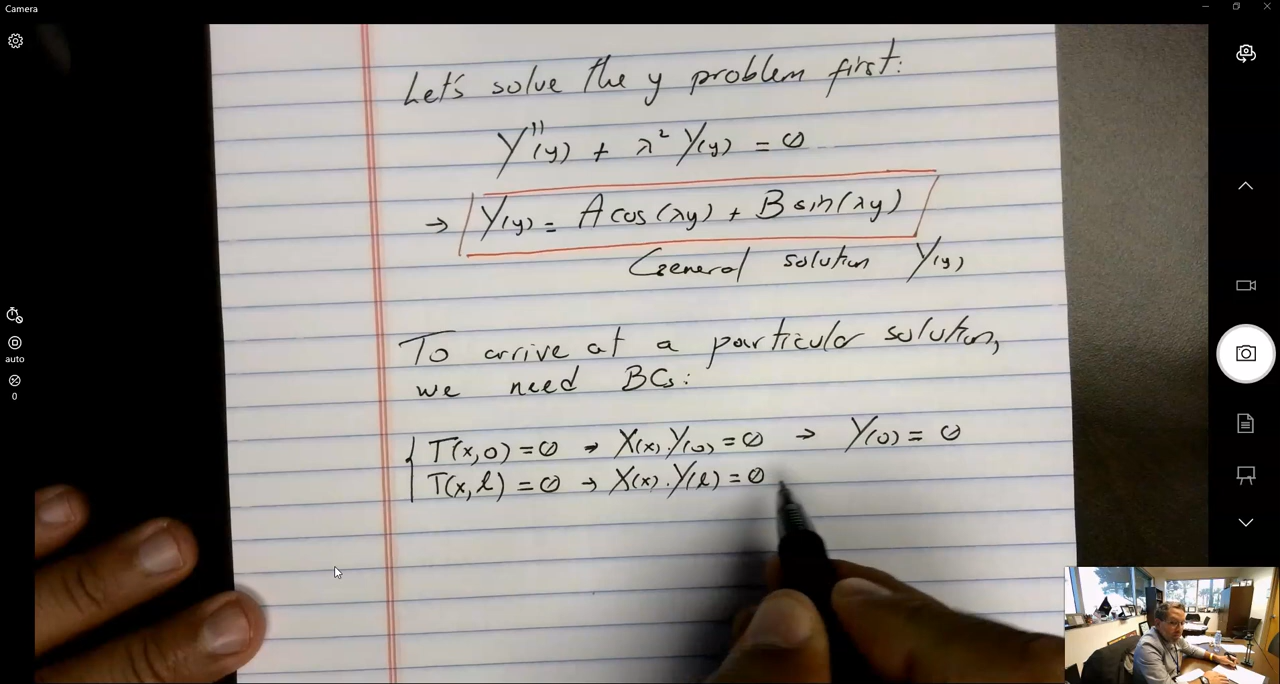 Camera
Let's solve the y problem first:
Y''(y) + λ² Y(y) = 0
→ Y(y) = A cos(λy) + B sin(λy)
General solution Y(y)
To arrive at a particular solution,
we need BCs:
T(x,0) = 0 → X(x).Y(0) = 0 → Y(0) = 0
T(x,l) = 0 → X(x).Y(l) = 0
auto
0